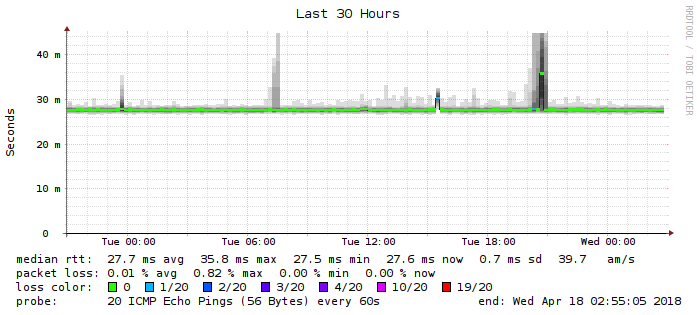 Last 30 Hours
RRDTOOL / TOBI OETIKER
Seconds
40 m
30 m
20 m
10 m
0
Tue 00:00 Tue 06:00 Tue 12:00 Tue 18:00 Wed 00:00
median rtt: 27.7 ms avg 35.8 ms max 27.5 ms min 27.6 ms now 0.7 ms sd 39.7 am/s
packet loss: 0.01 % avg 0.82 % max 0.00 % min 0.00 % now
loss color: 0 1/20 2/20 3/20 4/20 10/20 19/20
probe: 20 ICMP Echo Pings (56 Bytes) every 60s end: Wed Apr 18 02:55:05 2018